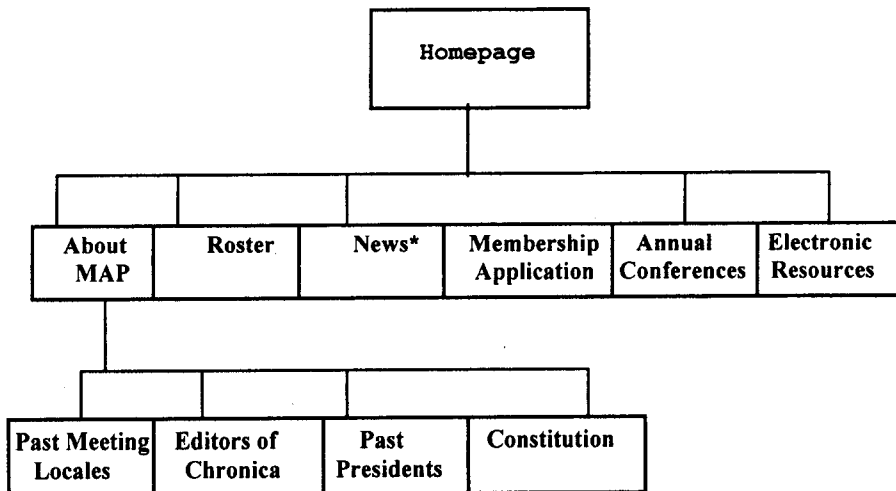 Homepage
About MAP
Roster
News*
Membership Application
Annual Conferences
Electronic Resources
Past Meeting Locales
Editors of Chronica
Past Presidents
Constitution